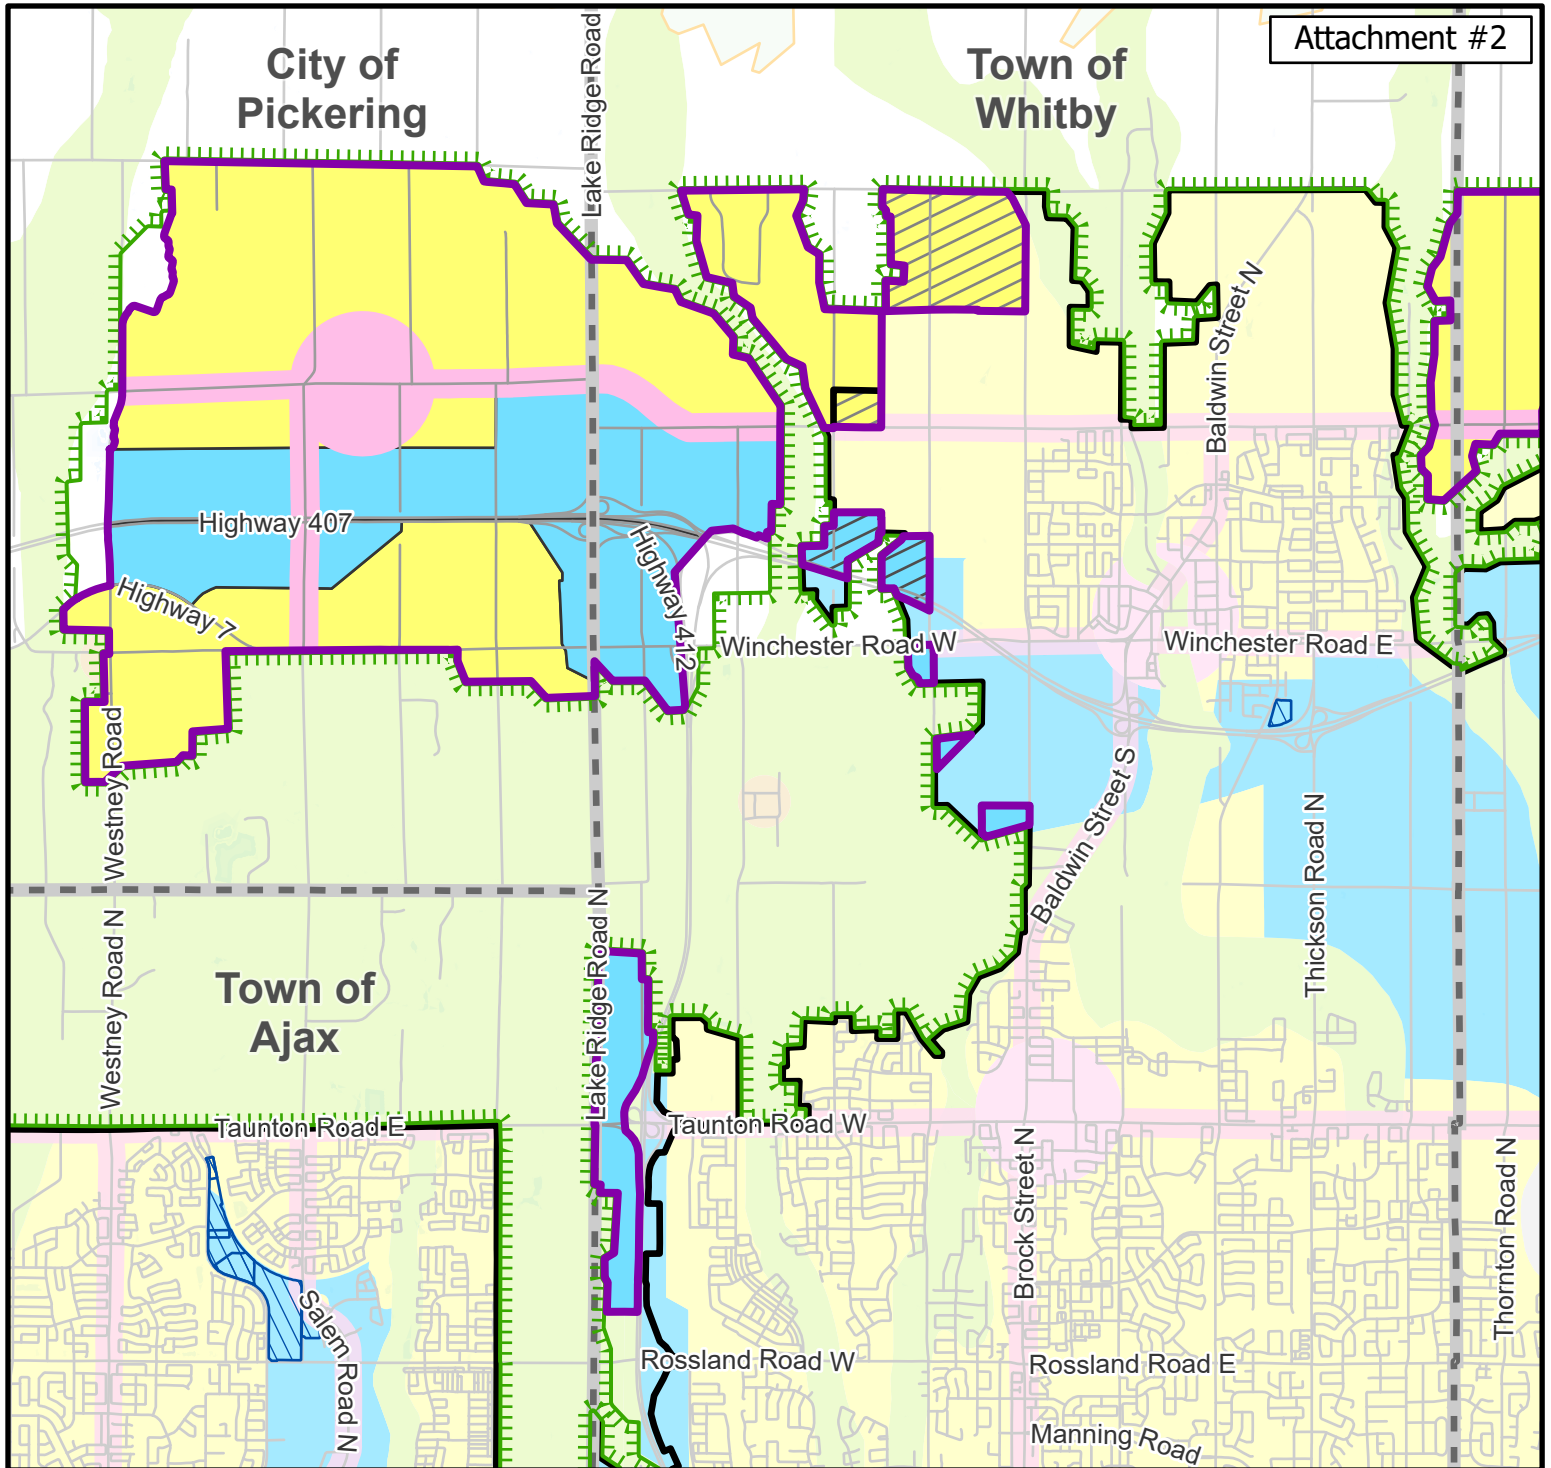 Attachment #2
City of
Pickering
Town of
Whitby
Lake Ridge Road
Baldwin Street N
Highway 407
Highway 412
Highway 7
Winchester Road W
Winchester Road E
Westney Road
Baldwin Street S
Thickson Road N
Westney Road N
Lake Ridge Road N
Town of
Ajax
Taunton Road E
Taunton Road W
Brock Street N
Thornton Road N
Salem Road N
Rossland Road W
Rossland Road E
Manning Road